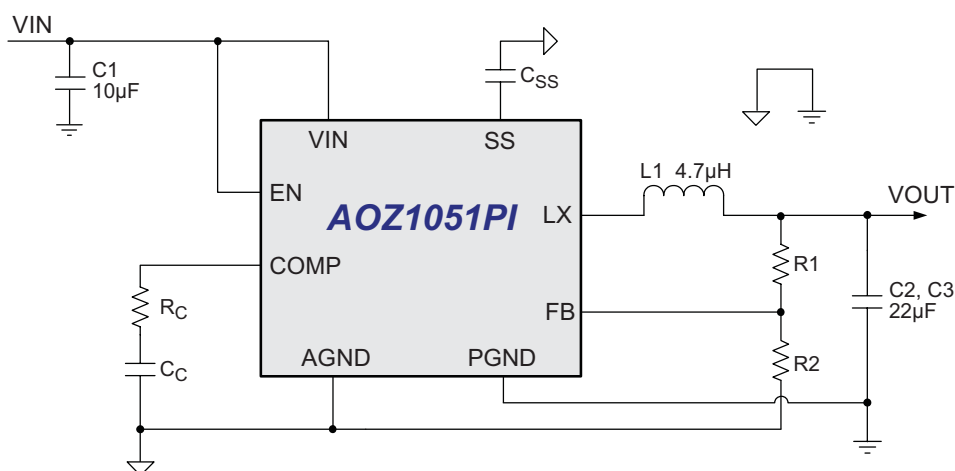 VIN
C1
10µF
CSS
VIN
SS
EN
L1 4.7µH
VOUT
AOZ1051PI
LX
COMP
R1
RC
C2, C3
22µF
FB
CC
AGND
PGND
R2